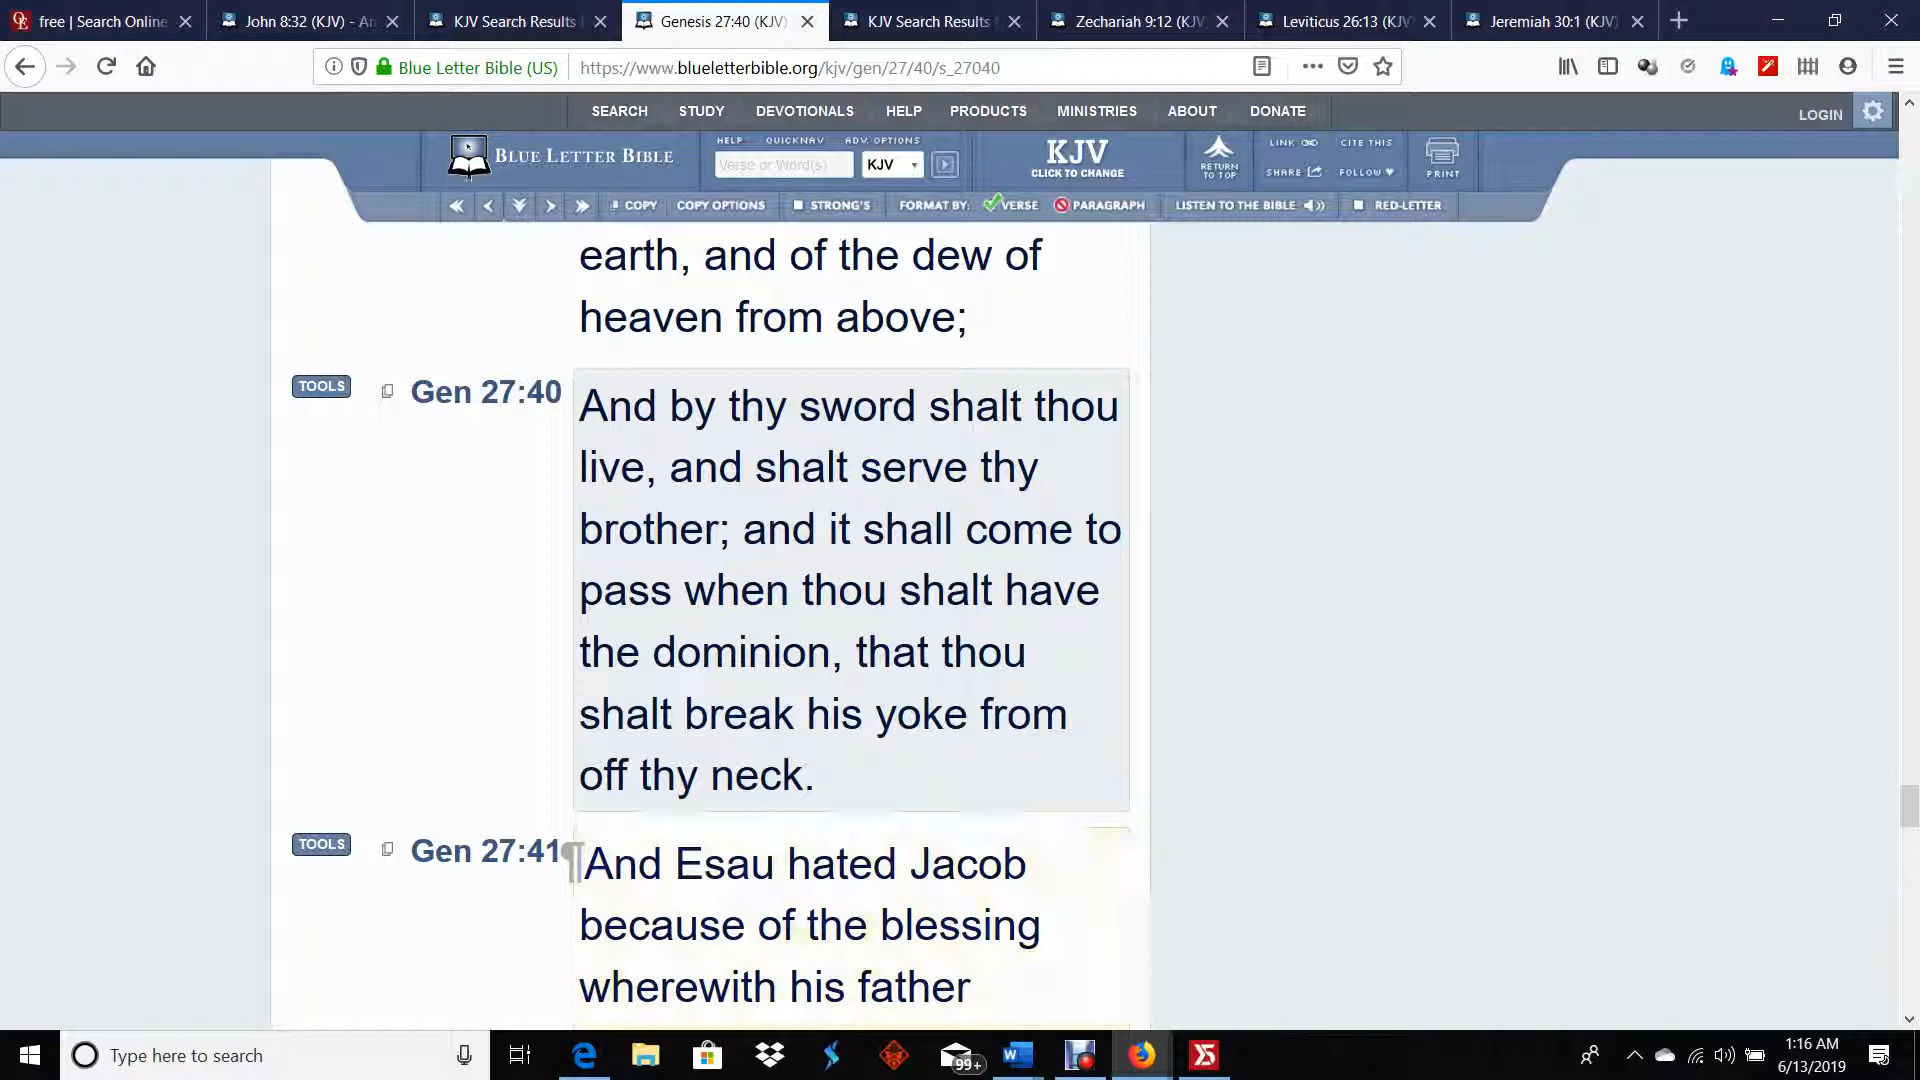 free | Search Online
John 8:32 (KJV) - A
KJV Search Results
Genesis 27:40 (KJV)
KJV Search Results
Zechariah 9:12 (KJV
Leviticus 26:13 (KJV
Jeremiah 30:1 (KJV)
Blue Letter Bible (US)
https://www.blueletterbible.org/kjv/gen/27/40/s_27040
SEARCH STUDY DEVOTIONALS HELP PRODUCTS MINISTRIES ABOUT DONATE
LOGIN
BLUE LETTER BIBLE
HELP QUICKNAV ADV. OPTIONS
Verse or Word(s)
KJV
KJV
CLICK TO CHANGE
RETURN
TO TOP
LINK
CITE THIS
SHARE
FOLLOW
PRINT
COPY
COPY OPTIONS
STRONG'S
FORMAT BY:
VERSE
PARAGRAPH
LISTEN TO THE BIBLE
RED-LETTER
earth, and of the dew of
heaven from above;
TOOLS
Gen 27:40
And by thy sword shalt thou
live, and shalt serve thy
brother; and it shall come to
pass when thou shalt have
the dominion, that thou
shalt break his yoke from
off thy neck.
TOOLS
Gen 27:41
¶And Esau hated Jacob
because of the blessing
wherewith his father
Type here to search
99+
1:16 AM
6/13/2019